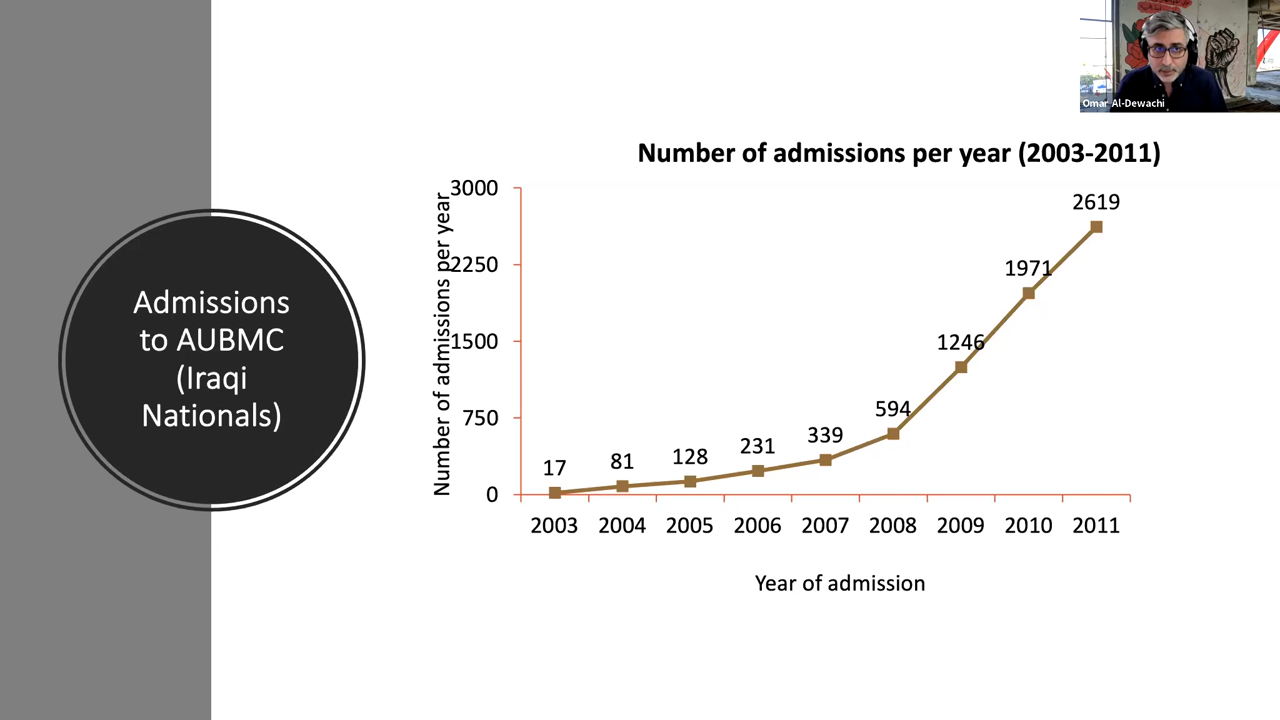 Omar Al-Dewachi
Admissions
to AUBMC
(Iraqi
Nationals)
Number of admissions per year (2003-2011)
Number of admissions per year
3000
2250
1500
750
0
17
81
128
231
339
594
1246
1971
2619
2003 2004 2005 2006 2007 2008 2009 2010 2011
Year of admission